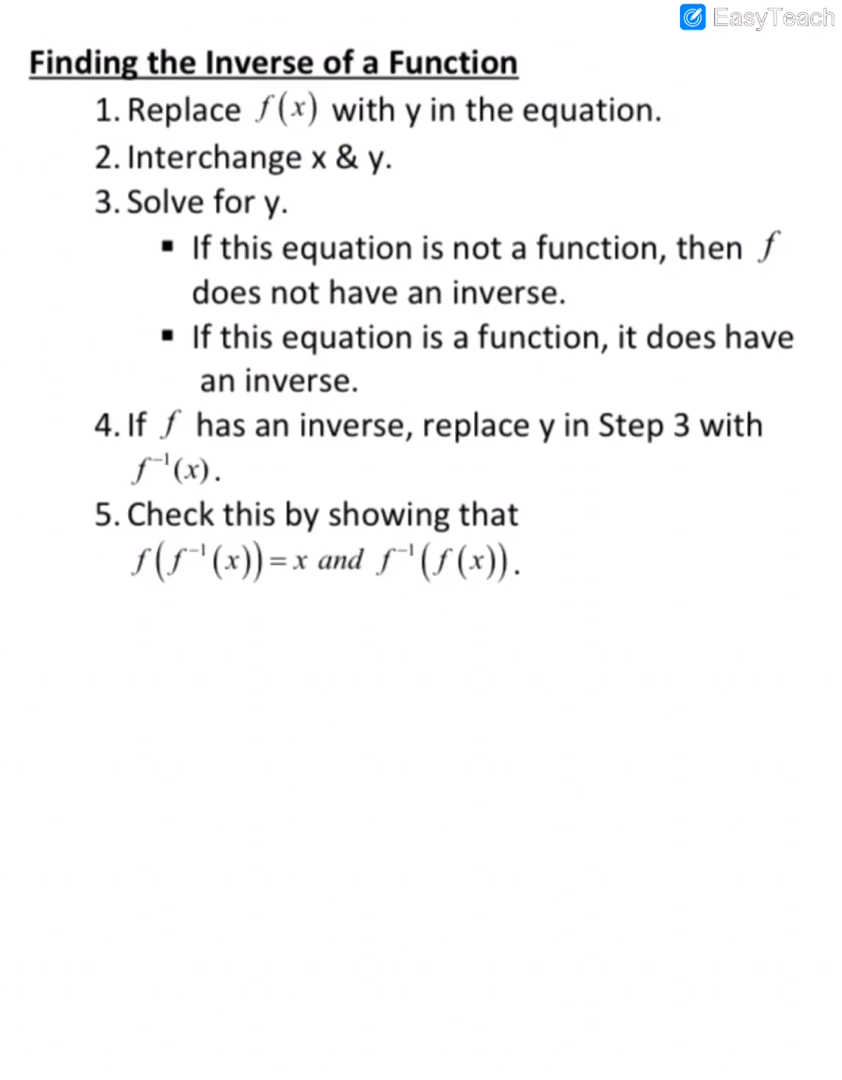 EasyTeach
Finding the Inverse of a Function
1. Replace f(x) with y in the equation.
2. Interchange x & y.
3. Solve for y.
▪ If this equation is not a function, then f
does not have an inverse.
▪ If this equation is a function, it does have
an inverse.
4. If f has an inverse, replace y in Step 3 with
f⁻¹(x).
5. Check this by showing that
f(f⁻¹(x)) = x and f⁻¹(f(x)).